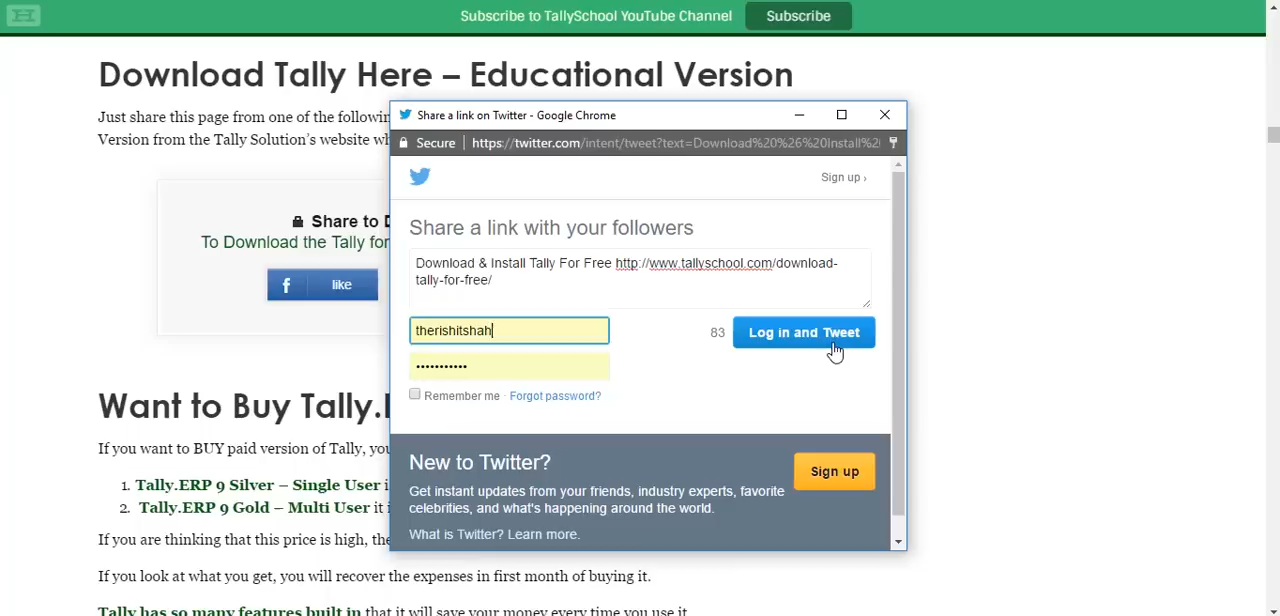 Subscribe to TallySchool YouTube Channel Subscribe
Download Tally Here – Educational Version
Just share this page from one of the following
Version from the Tally Solution's website wh
Share to D
To Download the Tally for
like
Share a link on Twitter - Google Chrome
Secure https://twitter.com/intent/tweet?text=Download%20%26%20Install%2
Sign up ›
Share a link with your followers
Download & Install Tally For Free http://www.tallyschool.com/download-
tally-for-free/
therishitshah
83 Log in and Tweet
•••••••••••
Remember me · Forgot password?
New to Twitter?
Sign up
Get instant updates from your friends, industry experts, favorite
celebrities, and what's happening around the world.
What is Twitter? Learn more.
Want to Buy Tally.
If you want to BUY paid version of Tally, you
1. Tally.ERP 9 Silver – Single User i
2. Tally.ERP 9 Gold – Multi User it i
If you are thinking that this price is high, the
If you look at what you get, you will recover the expenses in first month of buying it.
Tally has so many features built in that it will save your money every time you use it